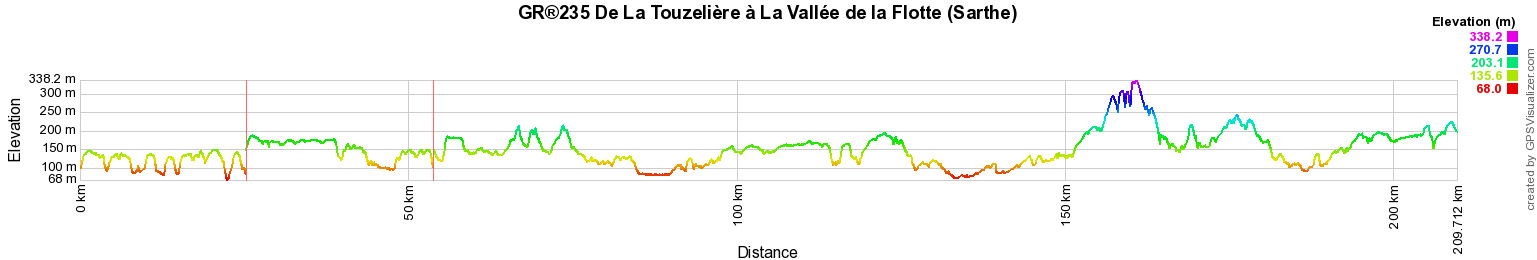 GR®235 De La Touzelière à La Vallée de la Flotte (Sarthe)
Elevation (m)
338.2
270.7
203.1
135.6
68.0
338.2 m
300 m
250 m
200 m
150 m
100 m
68 m
Elevation
0 km
50 km
100 km
150 km
200 km
209.712 km
Distance
created by GPSVisualizer.com